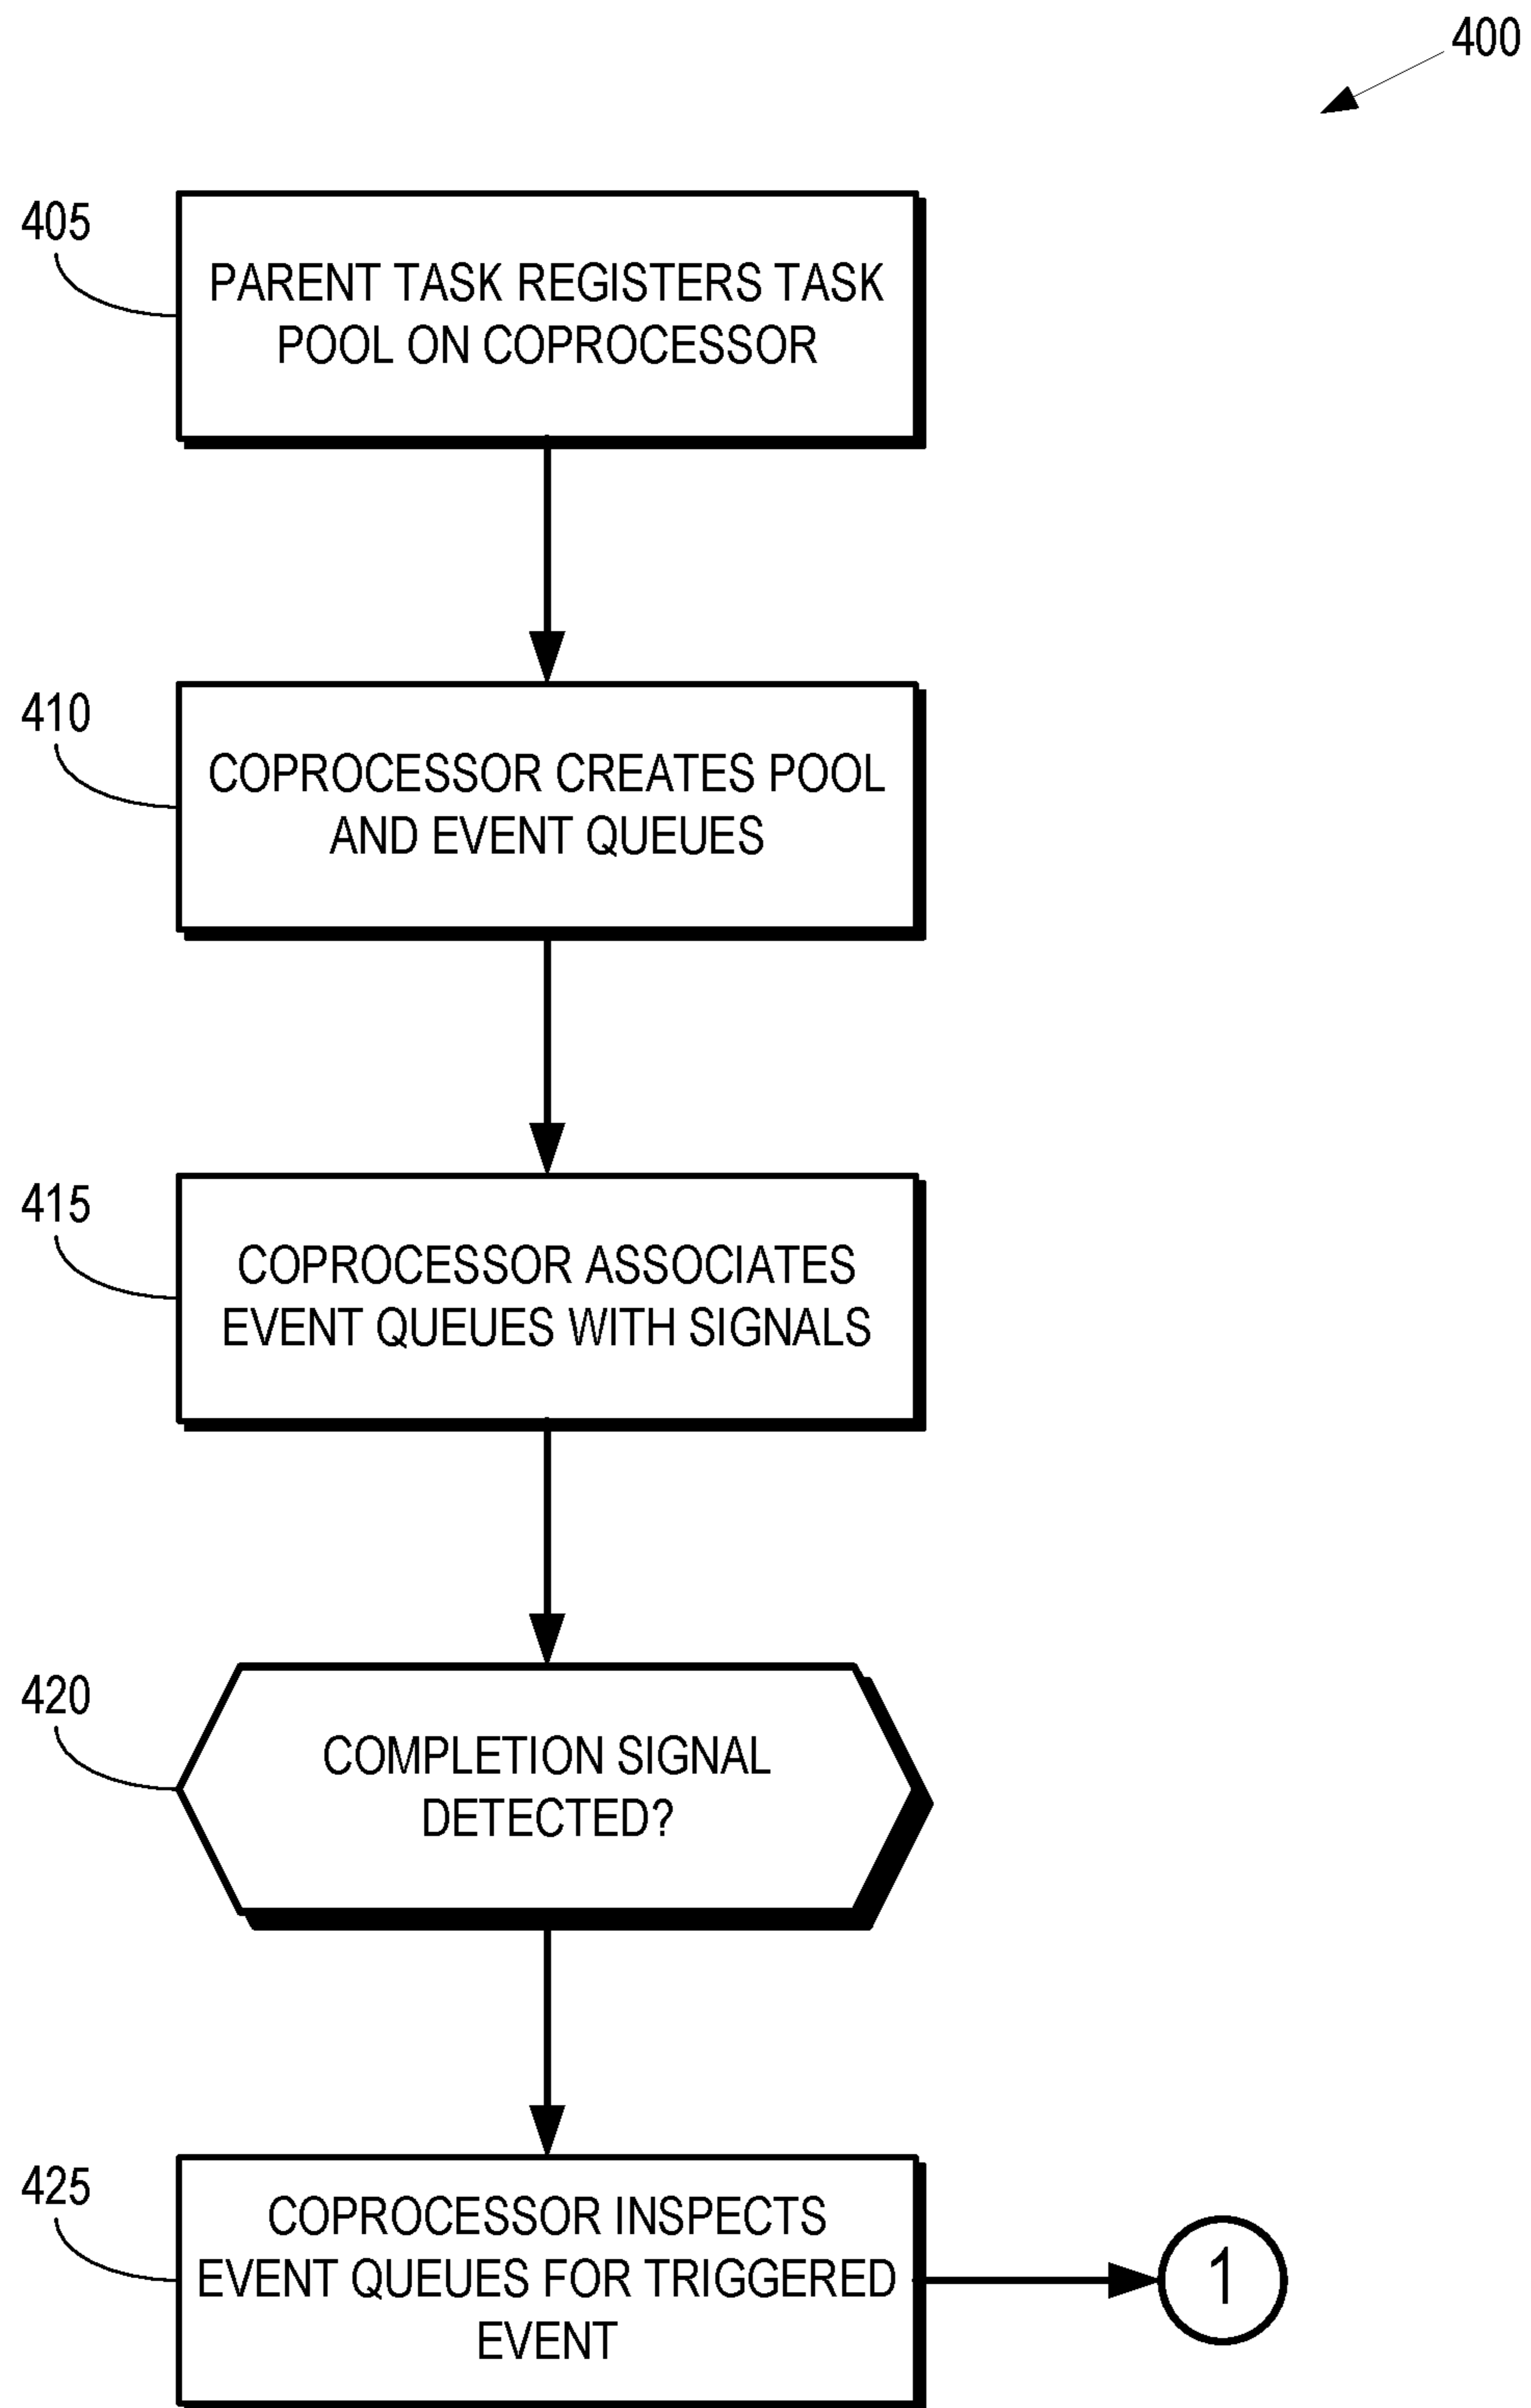 400
405
PARENT TASK REGISTERS TASK
POOL ON COPROCESSOR
410
COPROCESSOR CREATES POOL
AND EVENT QUEUES
415
COPROCESSOR ASSOCIATES
EVENT QUEUES WITH SIGNALS
420
COMPLETION SIGNAL
DETECTED?
425
COPROCESSOR INSPECTS
EVENT QUEUES FOR TRIGGERED
EVENT
1